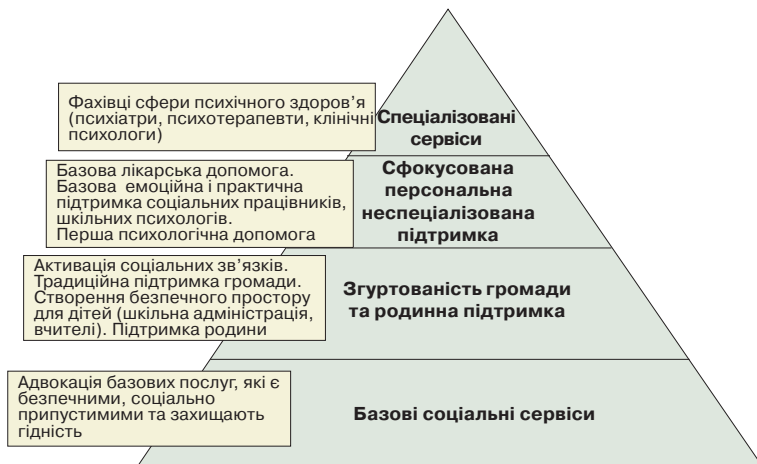 Фахівці сфери психічного здоров’я
(психіатри, психотерапевти, клінічні
психологи)
Спеціалізовані
сервіси
Базова лікарська допомога.
Базова емоційна і практична
підтримка соціальних працівників,
шкільних психологів.
Перша психологічна допомога
Сфокусована
персональна
неспеціалізована
підтримка
Активація соціальних зв’язків.
Традиційна підтримка громади.
Створення безпечного простору
для дітей (шкільна адміністрація,
вчителі). Підтримка родини
Згуртованість громади
та родинна підтримка
Адвокація базових послуг, які є
безпечними, соціально
припустимими та захищають
гідність
Базові соціальні сервіси